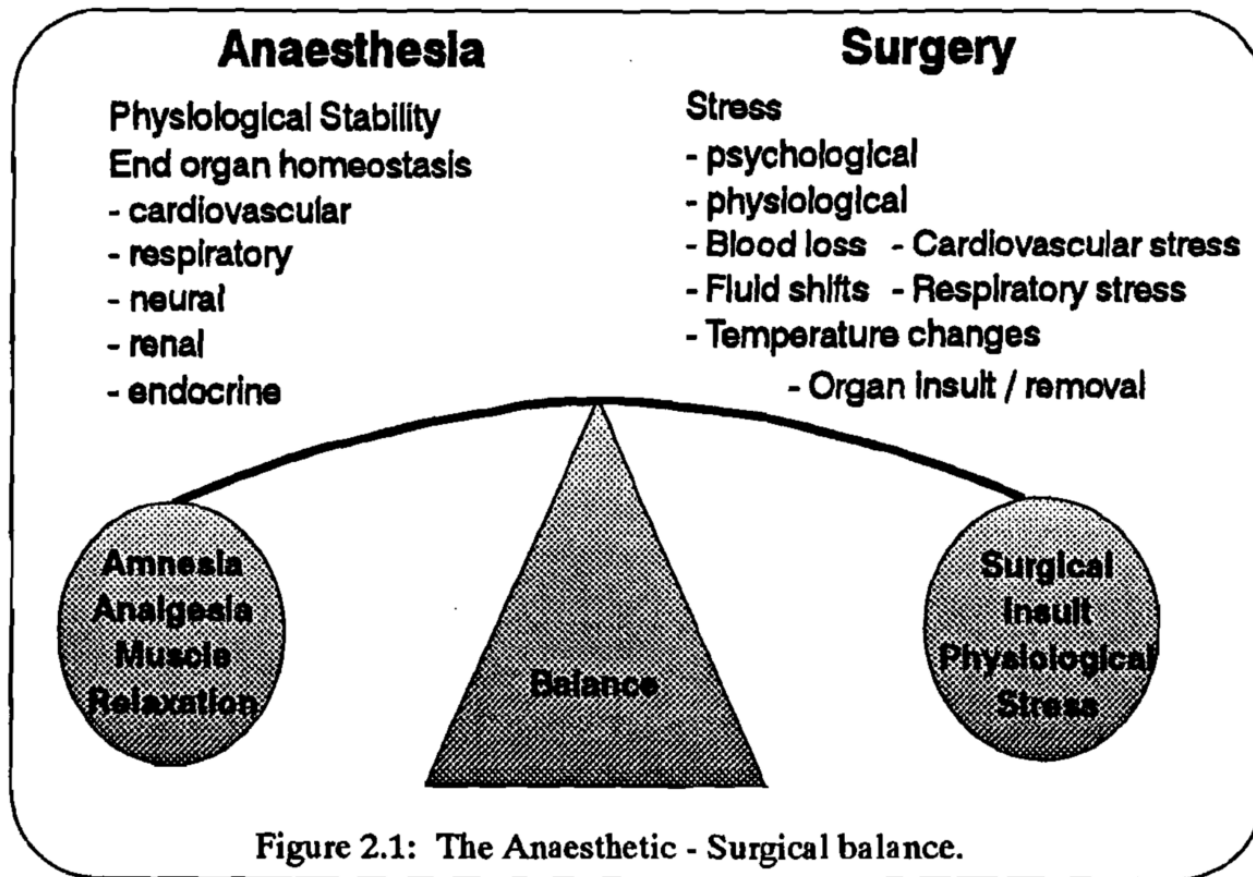 Anaesthesia
Physiological Stability
End organ homeostasis
- cardiovascular
- respiratory
- neural
- renal
- endocrine
Surgery
Stress
- psychological
- physiological
- Blood loss - Cardiovascular stress
- Fluid shifts - Respiratory stress
- Temperature changes
- Organ insult / removal
Amnesia
Analgesia
Muscle
Relaxation
Balance
Surgical
Insult
Physiological
Stress
Figure 2.1: The Anaesthetic - Surgical balance.